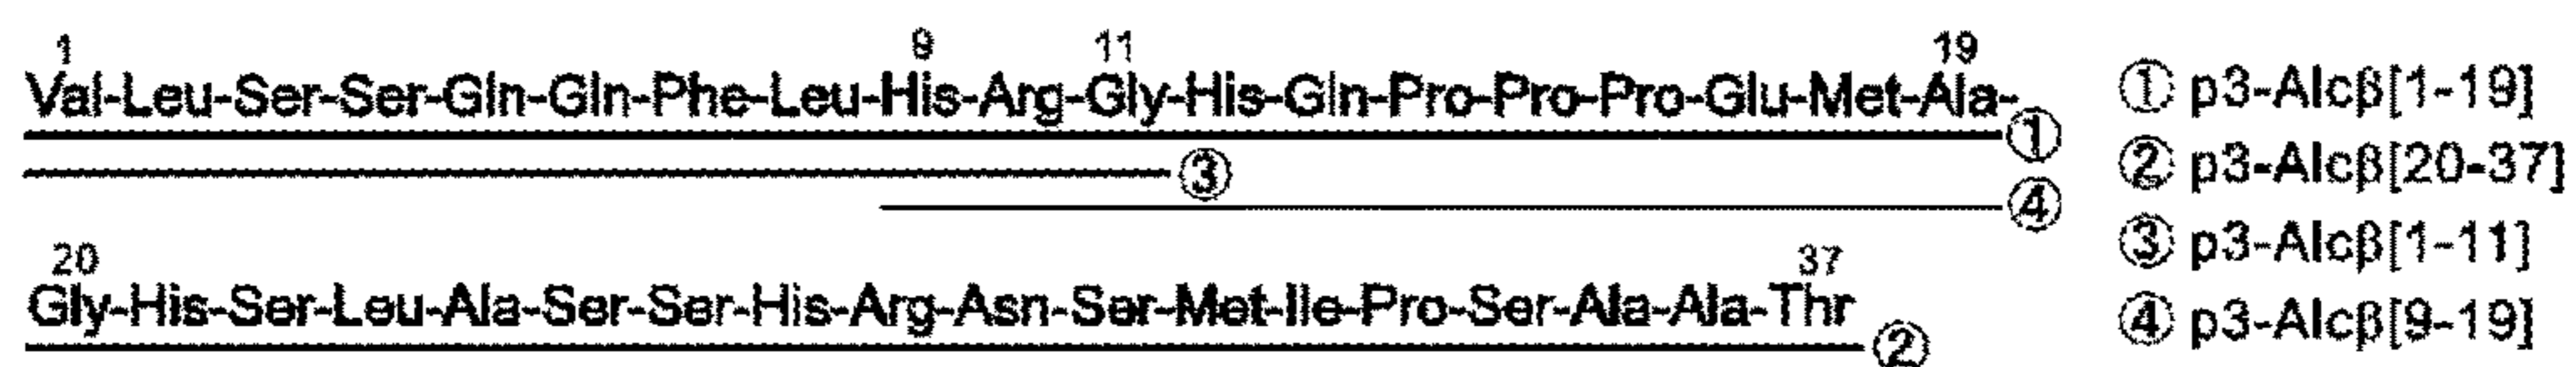 1 9 11 19
Val-Leu-Ser-Ser-Gln-Gln-Phe-Leu-His-Arg-Gly-His-Gln-Pro-Pro-Pro-Glu-Met-Ala-
①
③
④
20 37
Gly-His-Ser-Leu-Ala-Ser-Ser-His-Arg-Asn-Ser-Met-Ile-Pro-Ser-Ala-Ala-Thr
②
① p3-Alcβ[1-19]
② p3-Alcβ[20-37]
③ p3-Alcβ[1-11]
④ p3-Alcβ[9-19]